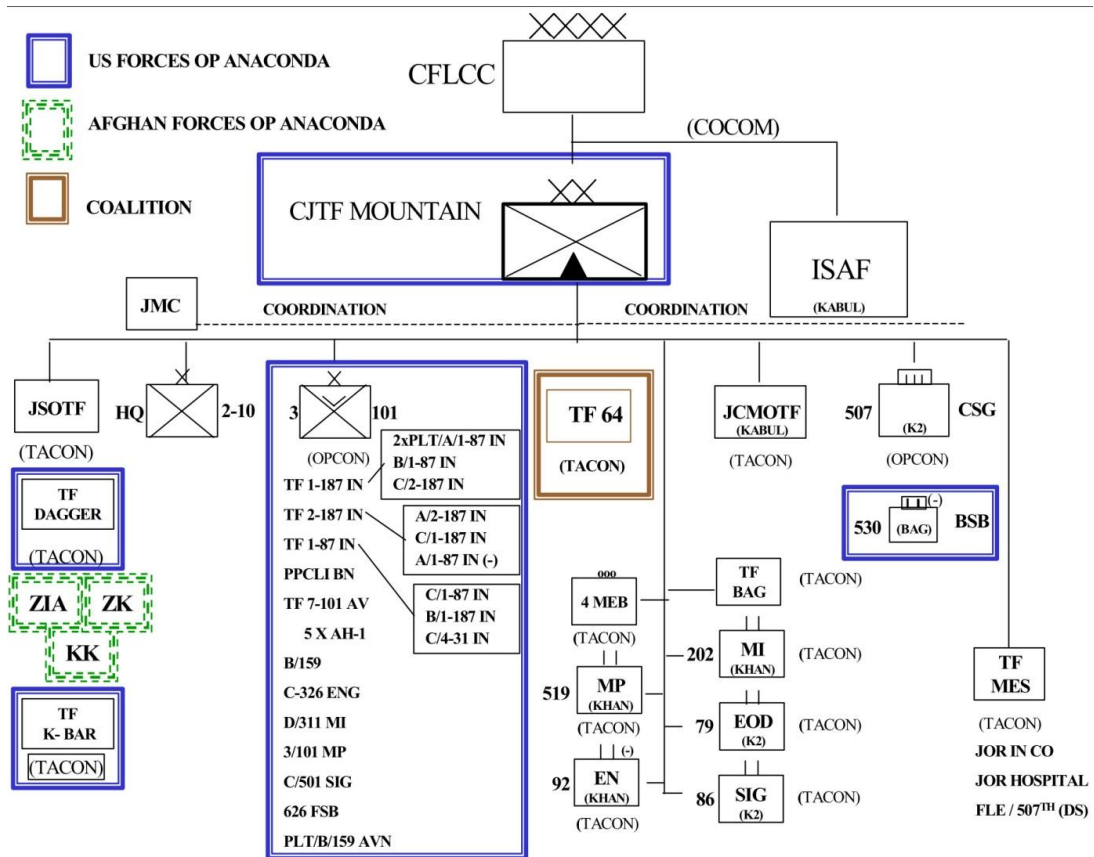 US FORCES OP ANACONDA
AFGHAN FORCES OP ANACONDA
COALITION
CFLCC
(COCOM)
CJTF MOUNTAIN
ISAF
(KABUL)
JMC
COORDINATION
COORDINATION
JSOTF
(TACON)
HQ
2-10
3
101
(OPCON)
TF 1-187 IN
TF 2-187 IN
TF 1-87 IN
PPCLI BN
TF 7-101 AV
5 X AH-1
B/159
C-326 ENG
D/311 MI
3/101 MP
C/501 SIG
626 FSB
PLT/B/159 AVN
2xPLT/A/1-87 IN
B/1-87 IN
C/2-187 IN
A/2-187 IN
C/1-187 IN
A/1-87 IN (-)
C/1-87 IN
B/1-187 IN
C/4-31 IN
TF 64
(TACON)
JCMOTF
(KABUL)
(TACON)
507
CSG
(K2)
(OPCON)
TF
DAGGER
(TACON)
ZIA
ZK
KK
TF
K- BAR
(TACON)
(-)
530
(BAG)
BSB
ooo
4 MEB
(TACON)
519
MP
(KHAN)
(TACON)
(-)
92
EN
(KHAN)
(TACON)
TF
BAG
(TACON)
202
MI
(KHAN)
(TACON)
79
EOD
(K2)
(TACON)
86
SIG
(K2)
(TACON)
TF
MES
(TACON)
JOR IN CO
JOR HOSPITAL
FLE / 507TH (DS)